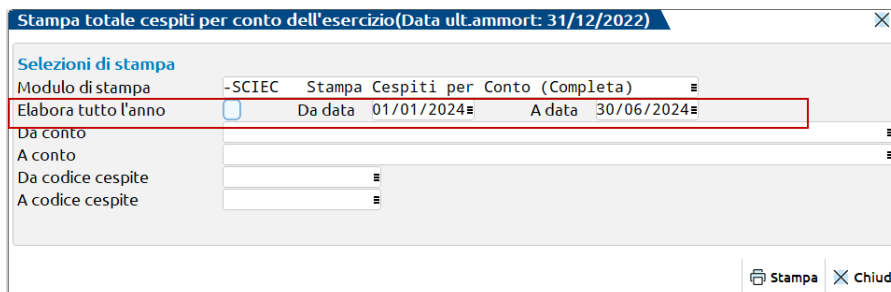 Stampa totale cespiti per conto dell'esercizio(Data ult.ammort: 31/12/2022)
Selezioni di stampa
Modulo di stampa -SCIEC Stampa Cespiti per Conto (Completa)
Elabora tutto l'anno Da data 01/01/2024 A data 30/06/2024
Da conto
A conto
Da codice cespite
A codice cespite
Stampa Chiud